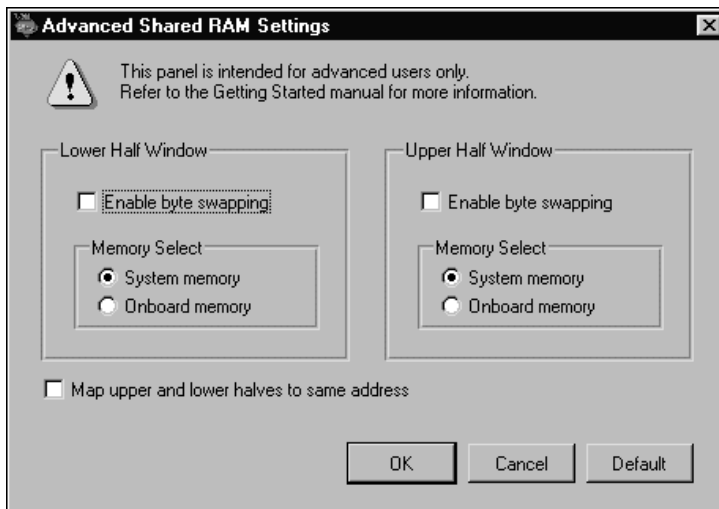 Advanced Shared RAM Settings
This panel is intended for advanced users only.
Refer to the Getting Started manual for more information.
Lower Half Window
Enable byte swapping
Memory Select
System memory
Onboard memory
Upper Half Window
Enable byte swapping
Memory Select
System memory
Onboard memory
Map upper and lower halves to same address
OK
Cancel
Default